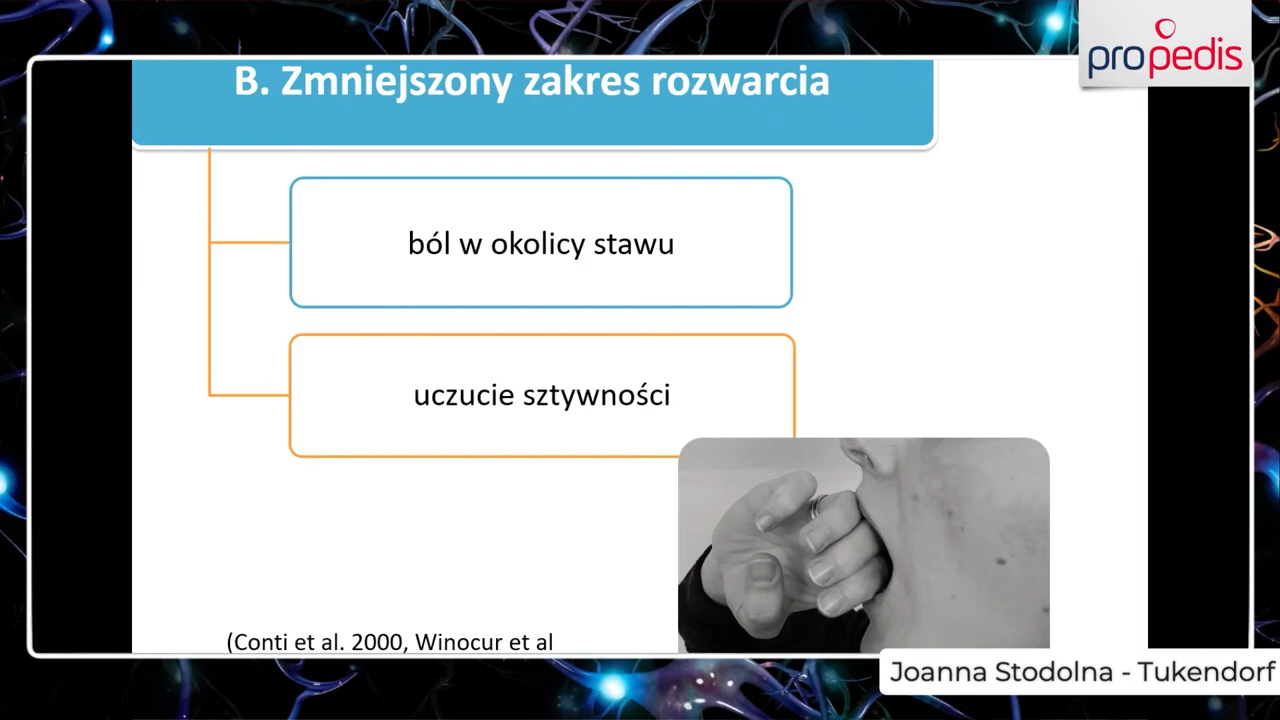 propedis
B. Zmniejszony zakres rozwarcia
ból w okolicy stawu
uczucie sztywności
(Conti et al. 2000, Winocur et al
Joanna Stodolna - Tukendorf